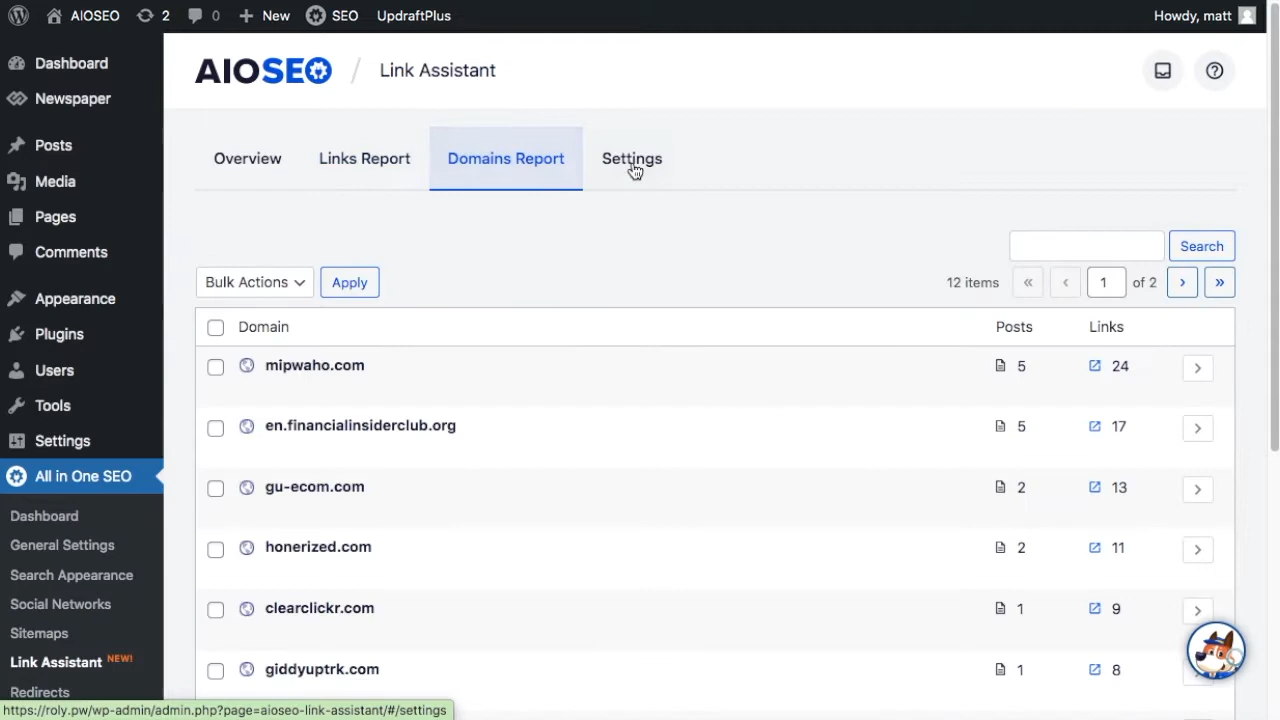 AIOSEO 2 0 New SEO UpdraftPlus Howdy, matt
Dashboard
Newspaper
Posts
Media
Pages
Comments
Appearance
Plugins
Users
Tools
Settings
All in One SEO
Dashboard
General Settings
Search Appearance
Social Networks
Sitemaps
Link Assistant NEW!
Redirects
AIOSEO / Link Assistant
Overview Links Report Domains Report Settings
Search
Bulk Actions Apply 12 items « ‹ 1 of 2 › »
Domain Posts Links
mipwaho.com 5 24
en.financialinsiderclub.org 5 17
gu-ecom.com 2 13
honerized.com 2 11
clearclickr.com 1 9
giddyuptrk.com 1 8
https://roly.pw/wp-admin/admin.php?page=aioseo-link-assistant/#/settings